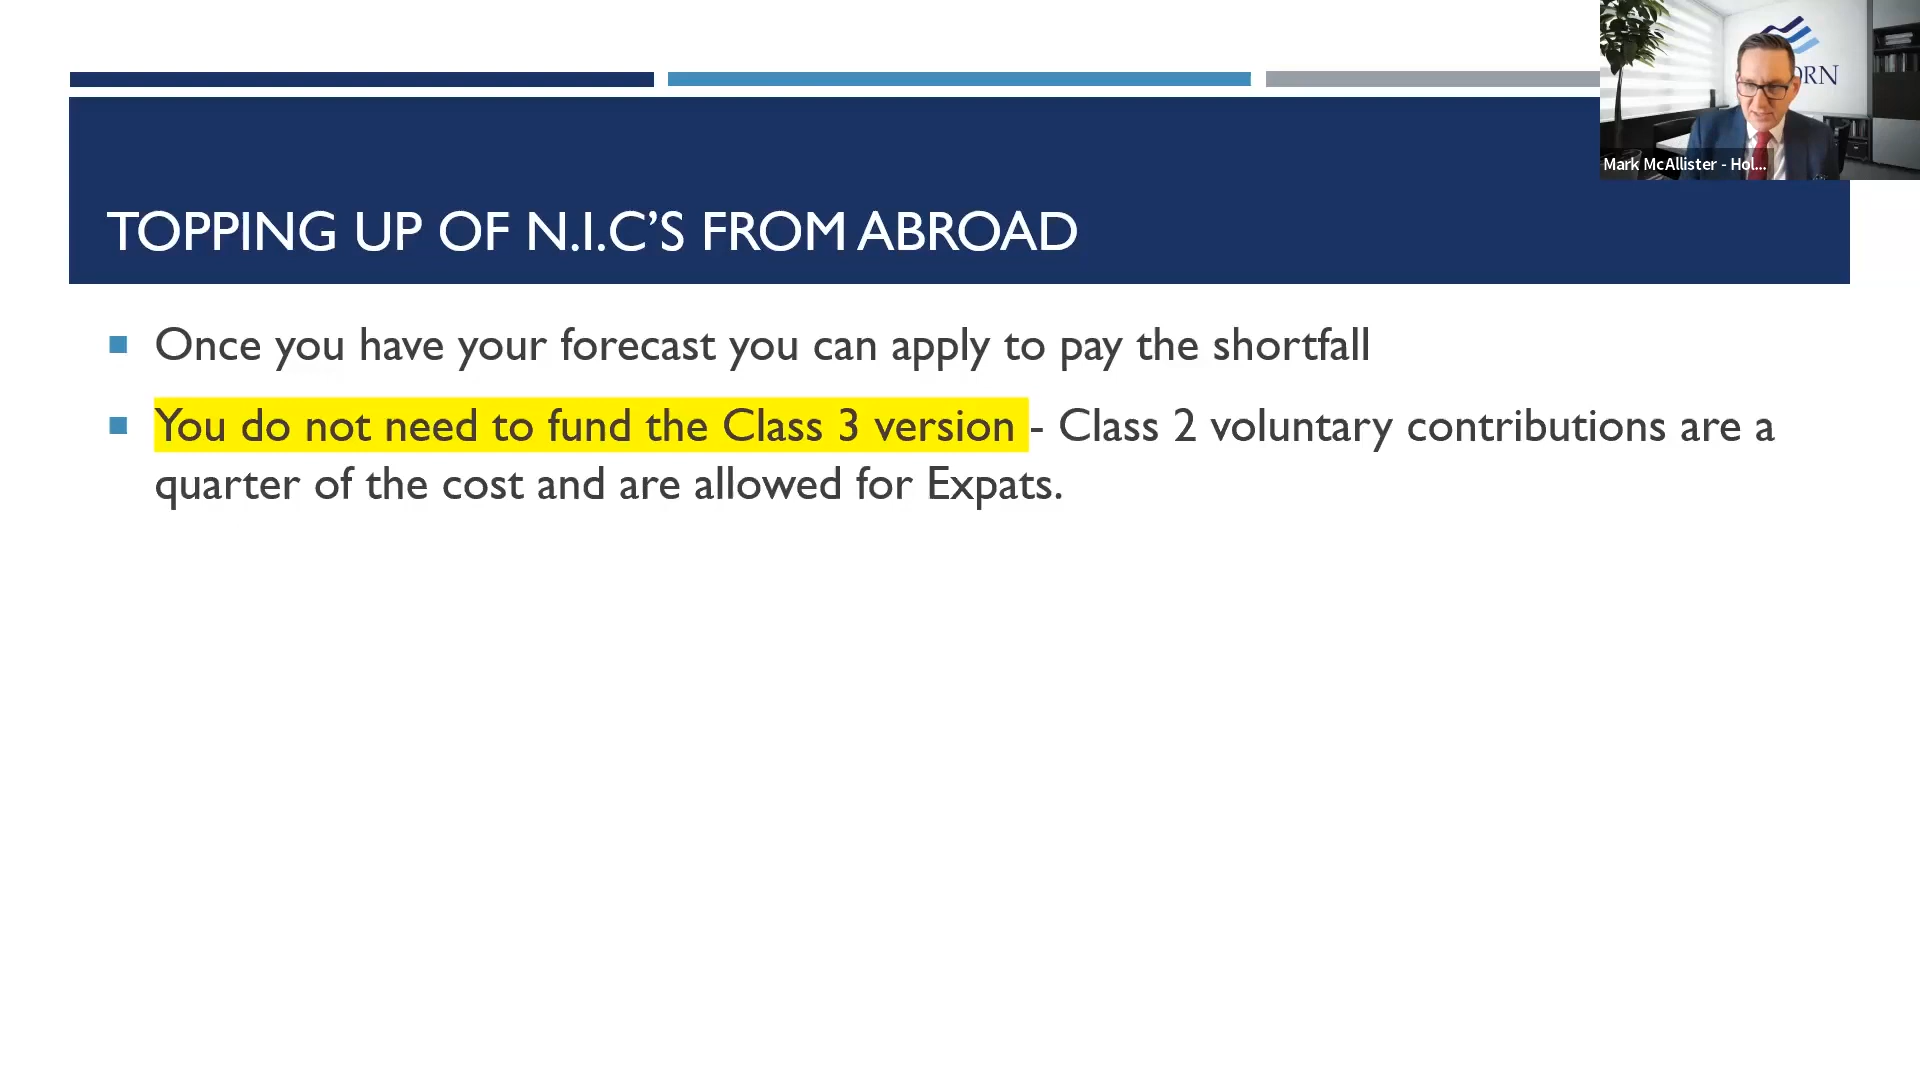 TOPPING UP OF N.I.C’S FROM ABROAD
Once you have your forecast you can apply to pay the shortfall
You do not need to fund the Class 3 version - Class 2 voluntary contributions are a
quarter of the cost and are allowed for Expats.
ORN
Mark McAllister - Hol...